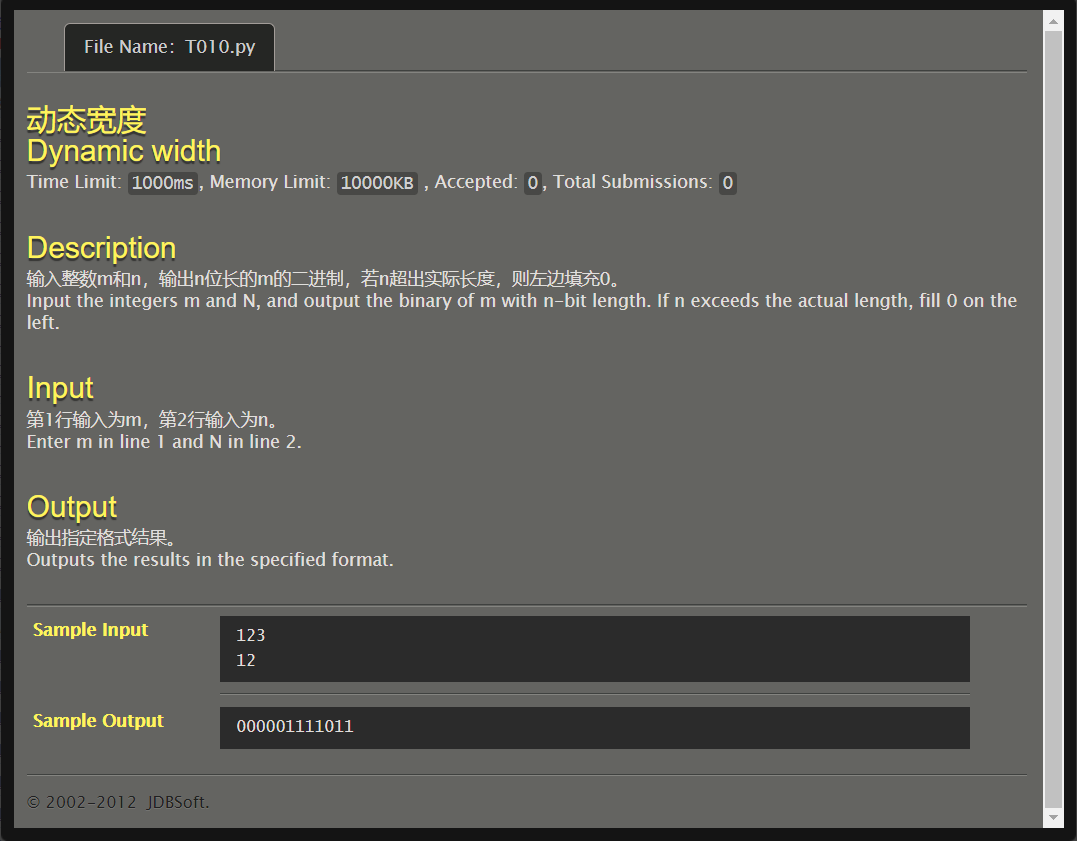 File Name：T010.py
动态宽度
Dynamic width
Time Limit: 1000ms, Memory Limit: 10000KB , Accepted: 0, Total Submissions: 0
Description
输入整数m和n，输出n位长的m的二进制，若n超出实际长度，则左边填充0。
Input the integers m and N, and output the binary of m with n-bit length. If n exceeds the actual length, fill 0 on the
left.
Input
第1行输入为m，第2行输入为n。
Enter m in line 1 and N in line 2.
Output
输出指定格式结果。
Outputs the results in the specified format.
Sample Input
123
12
Sample Output
000001111011
© 2002-2012 JDBSoft.